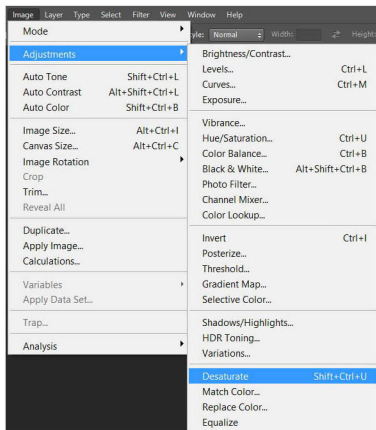 Image Layer Type Select Filter View Window Help
Mode
Style: Normal Width: Height:
Adjustments
Auto Tone Shift+Ctrl+L
Auto Contrast Alt+Shift+Ctrl+L
Auto Color Shift+Ctrl+B
Image Size... Alt+Ctrl+I
Canvas Size... Alt+Ctrl+C
Image Rotation
Crop
Trim...
Reveal All
Duplicate...
Apply Image...
Calculations...
Variables
Apply Data Set...
Trap...
Analysis
Brightness/Contrast...
Levels... Ctrl+L
Curves... Ctrl+M
Exposure...
Vibrance...
Hue/Saturation... Ctrl+U
Color Balance... Ctrl+B
Black & White... Alt+Shift+Ctrl+B
Photo Filter...
Channel Mixer...
Color Lookup...
Invert Ctrl+I
Posterize...
Threshold...
Gradient Map...
Selective Color...
Shadows/Highlights...
HDR Toning...
Variations...
Desaturate Shift+Ctrl+U
Match Color...
Replace Color...
Equalize